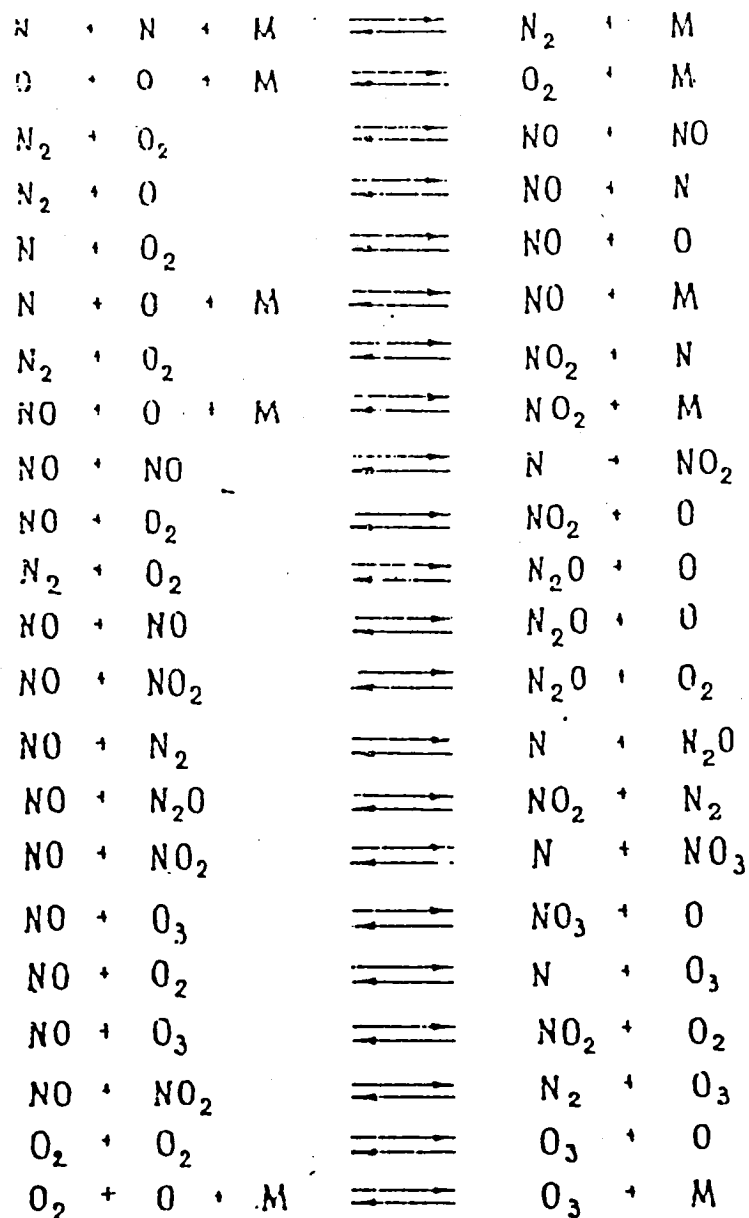 N + N + M ⇌ N₂ + M
O + O + M ⇌ O₂ + M
N₂ + O₂ ⇌ NO + NO
N₂ + O ⇌ NO + N
N + O₂ ⇌ NO + O
N + O + M ⇌ NO + M
N₂ + O₂ ⇌ NO₂ + N
NO + O + M ⇌ NO₂ + M
NO + NO ⇌ N + NO₂
NO + O₂ ⇌ NO₂ + O
N₂ + O₂ ⇌ N₂O + O
NO + NO ⇌ N₂O + O
NO + NO₂ ⇌ N₂O + O₂
NO + N₂ ⇌ N + N₂O
NO + N₂O ⇌ NO₂ + N₂
NO + NO₂ ⇌ N + NO₃
NO + O₃ ⇌ NO₃ + O
NO + O₂ ⇌ N + O₃
NO + O₃ ⇌ NO₂ + O₂
NO + NO₂ ⇌ N₂ + O₃
O₂ + O₂ ⇌ O₃ + O
O₂ + O + M ⇌ O₃ + M